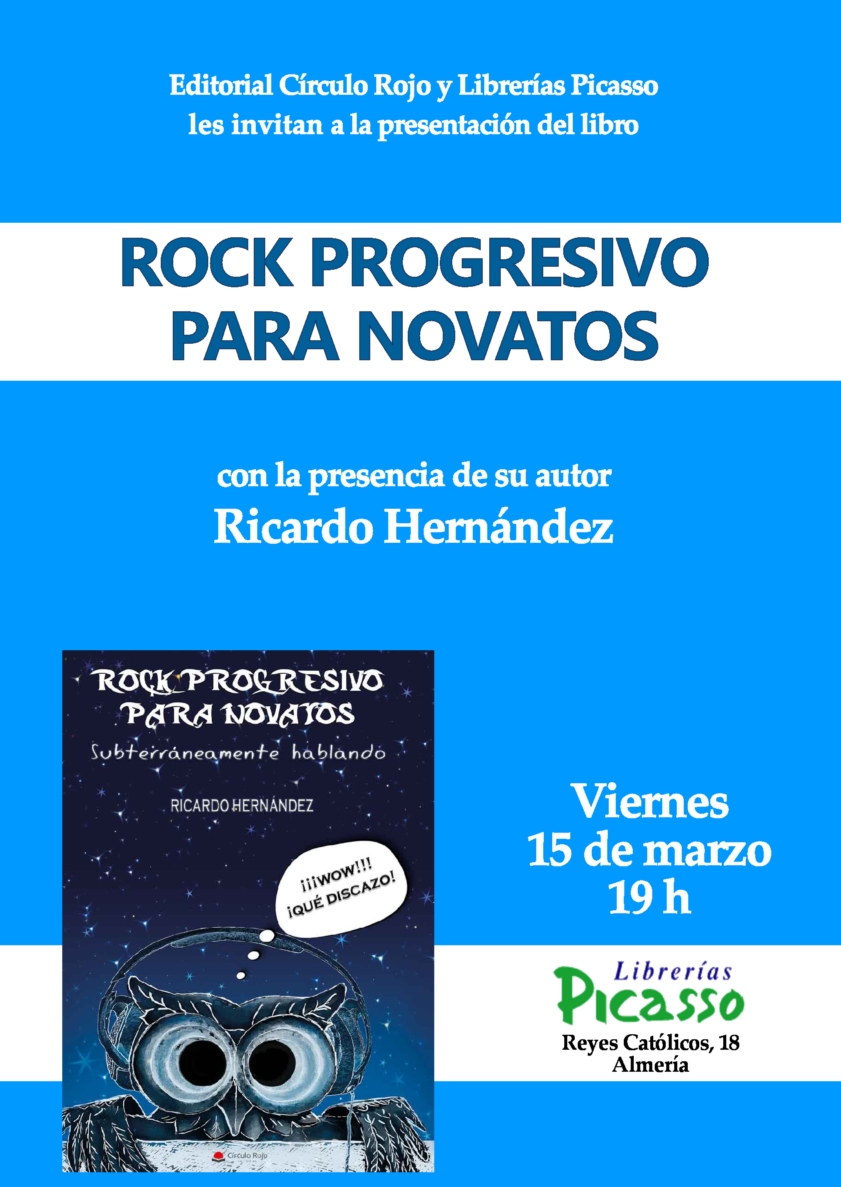 Editorial Círculo Rojo y Librerías Picasso
les invitan a la presentación del libro
ROCK PROGRESIVO
PARA NOVATOS
con la presencia de su autor
Ricardo Hernández
ROCK PROGRESIVO
PARA NOVATOS
Subterráneamente hablando
RICARDO HERNÁNDEZ
¡¡¡WOW!!!
¡QUÉ DISCAZO!
Círculo Rojo
Viernes
15 de marzo
19 h
Librerías
Picasso
Reyes Católicos, 18
Almería